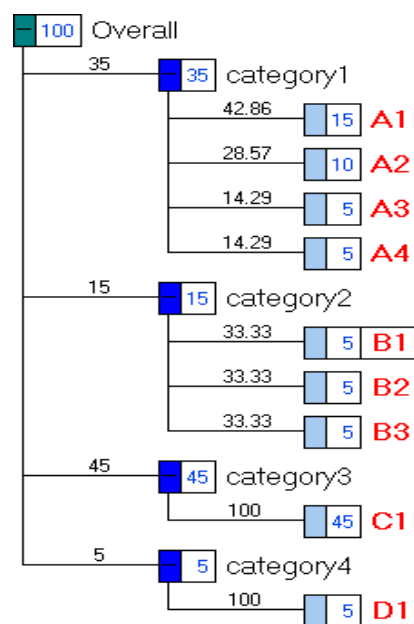 100 Overall
35 35 category1
42.86 15 A1
28.57 10 A2
14.29 5 A3
14.29 5 A4
15 15 category2
33.33 5 B1
33.33 5 B2
33.33 5 B3
45 45 category3
100 45 C1
5 5 category4
100 5 D1